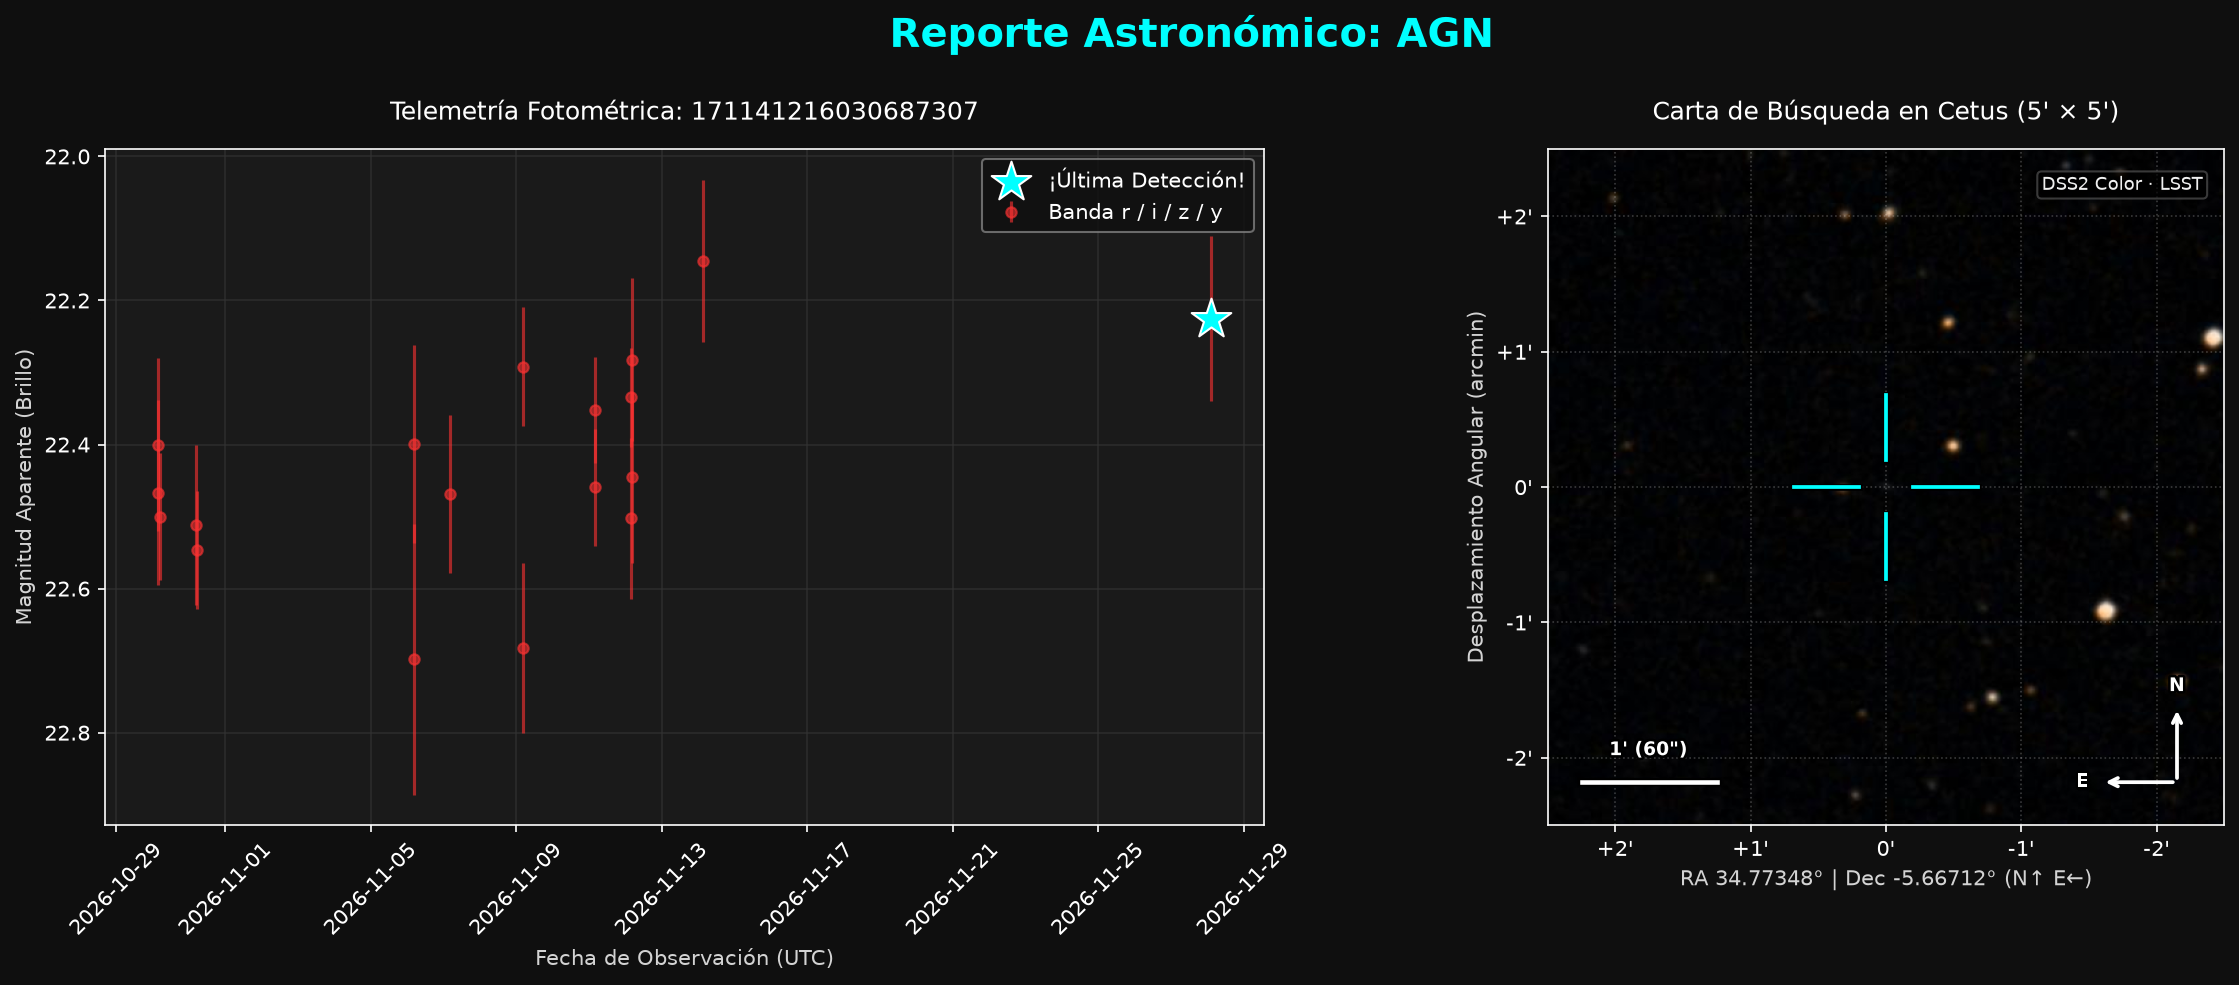 Reporte Astronómico: AGN
Telemetría Fotométrica: 171141216030687307
¡Última Detección!
Banda r / i / z / y
Magnitud Aparente (Brillo)
22.0
22.2
22.4
22.6
22.8
2026-10-29
2026-11-01
2026-11-05
2026-11-09
2026-11-13
2026-11-17
2026-11-21
2026-11-25
2026-11-29
Fecha de Observación (UTC)
Carta de Búsqueda en Cetus (5' × 5')
DSS2 Color · LSST
Desplazamiento Angular (arcmin)
+2'
+1'
0'
-1'
-2'
N
E
1' (60")
+2'
+1'
0'
-1'
-2'
RA 34.77348° | Dec -5.66712° (N↑ E←)